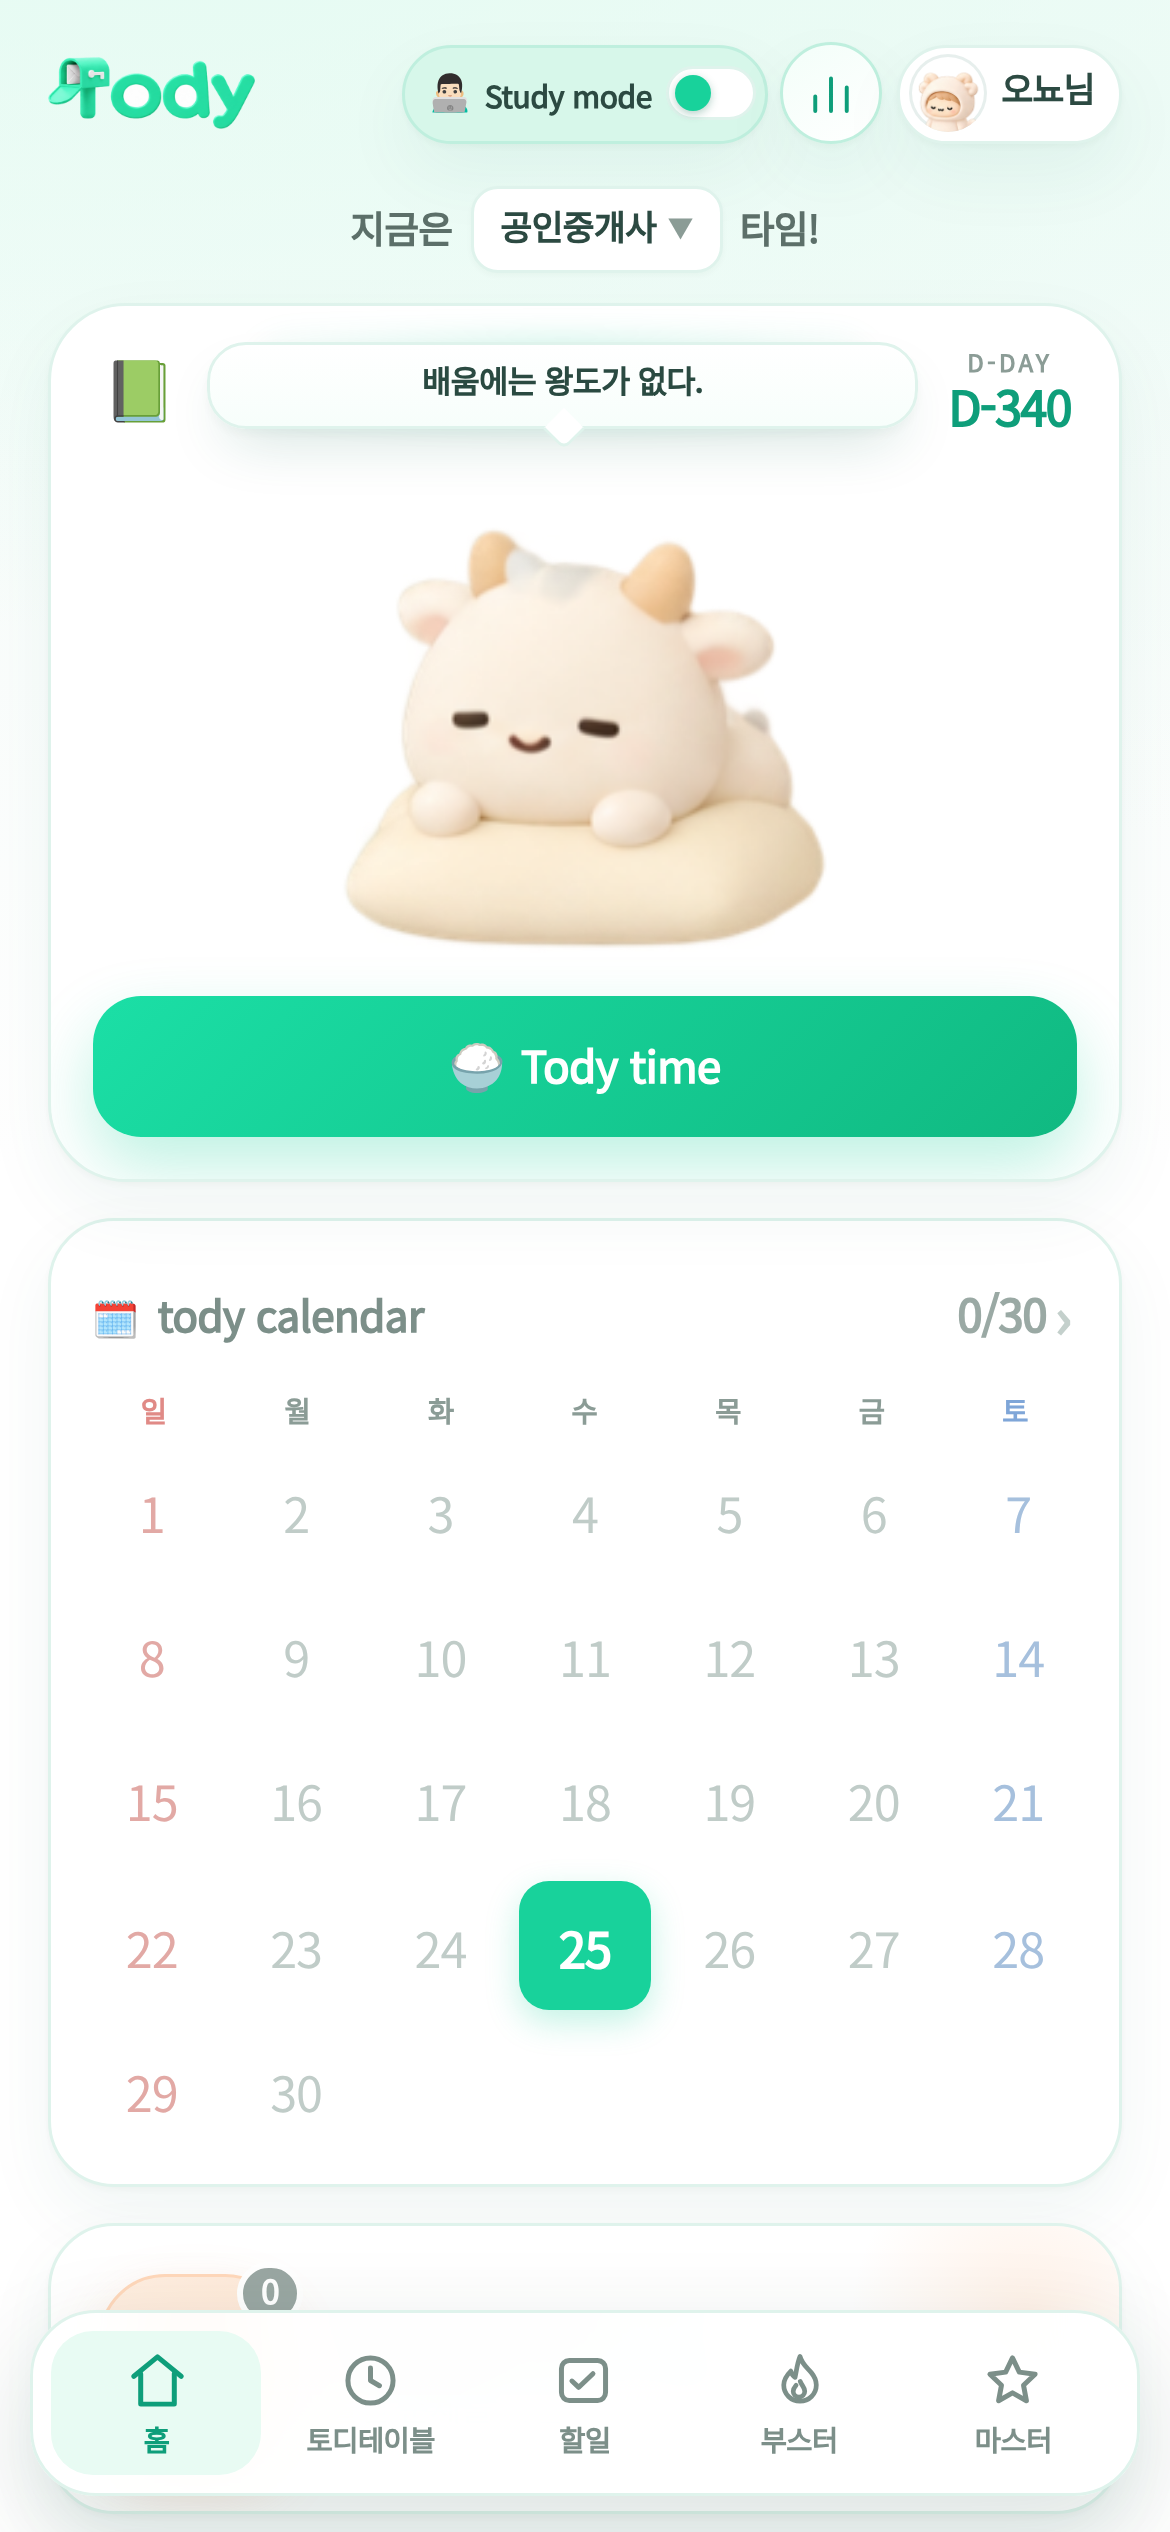 Tody
Study mode
오뇨님
지금은 공인중개사 ▼ 타임!
배움에는 왕도가 없다.
D-DAY
D-340
Tody time
tody calendar
0/30 ›
일 월 화 수 목 금 토
1 2 3 4 5 6 7
8 9 10 11 12 13 14
15 16 17 18 19 20 21
22 23 24 25 26 27 28
29 30
0
홈 토디테이블 할일 부스터 마스터